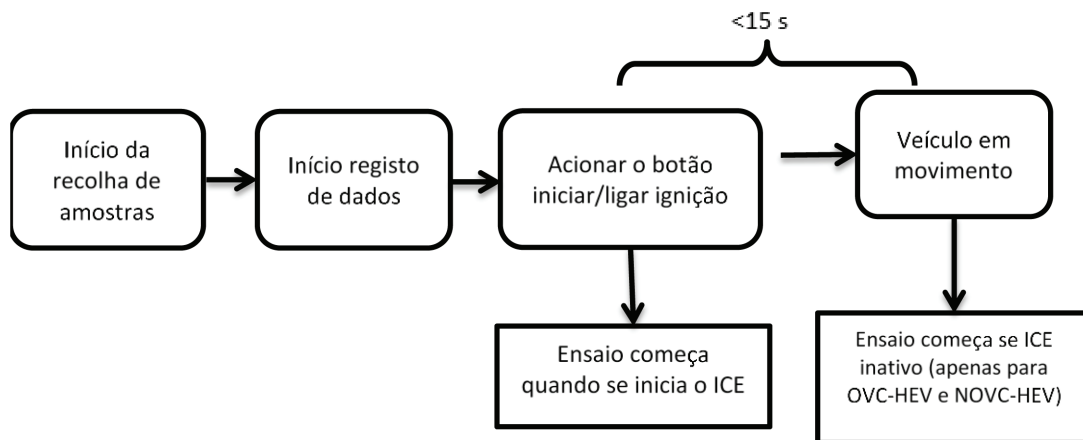 <15 s
Início da
recolha de
amostras
Início registo
de dados
Acionar o botão
iniciar/ligar ignição
Veículo em
movimento
Ensaio começa
quando se inicia o ICE
Ensaio começa se ICE
inativo (apenas para
OVC-HEV e NOVC-HEV)